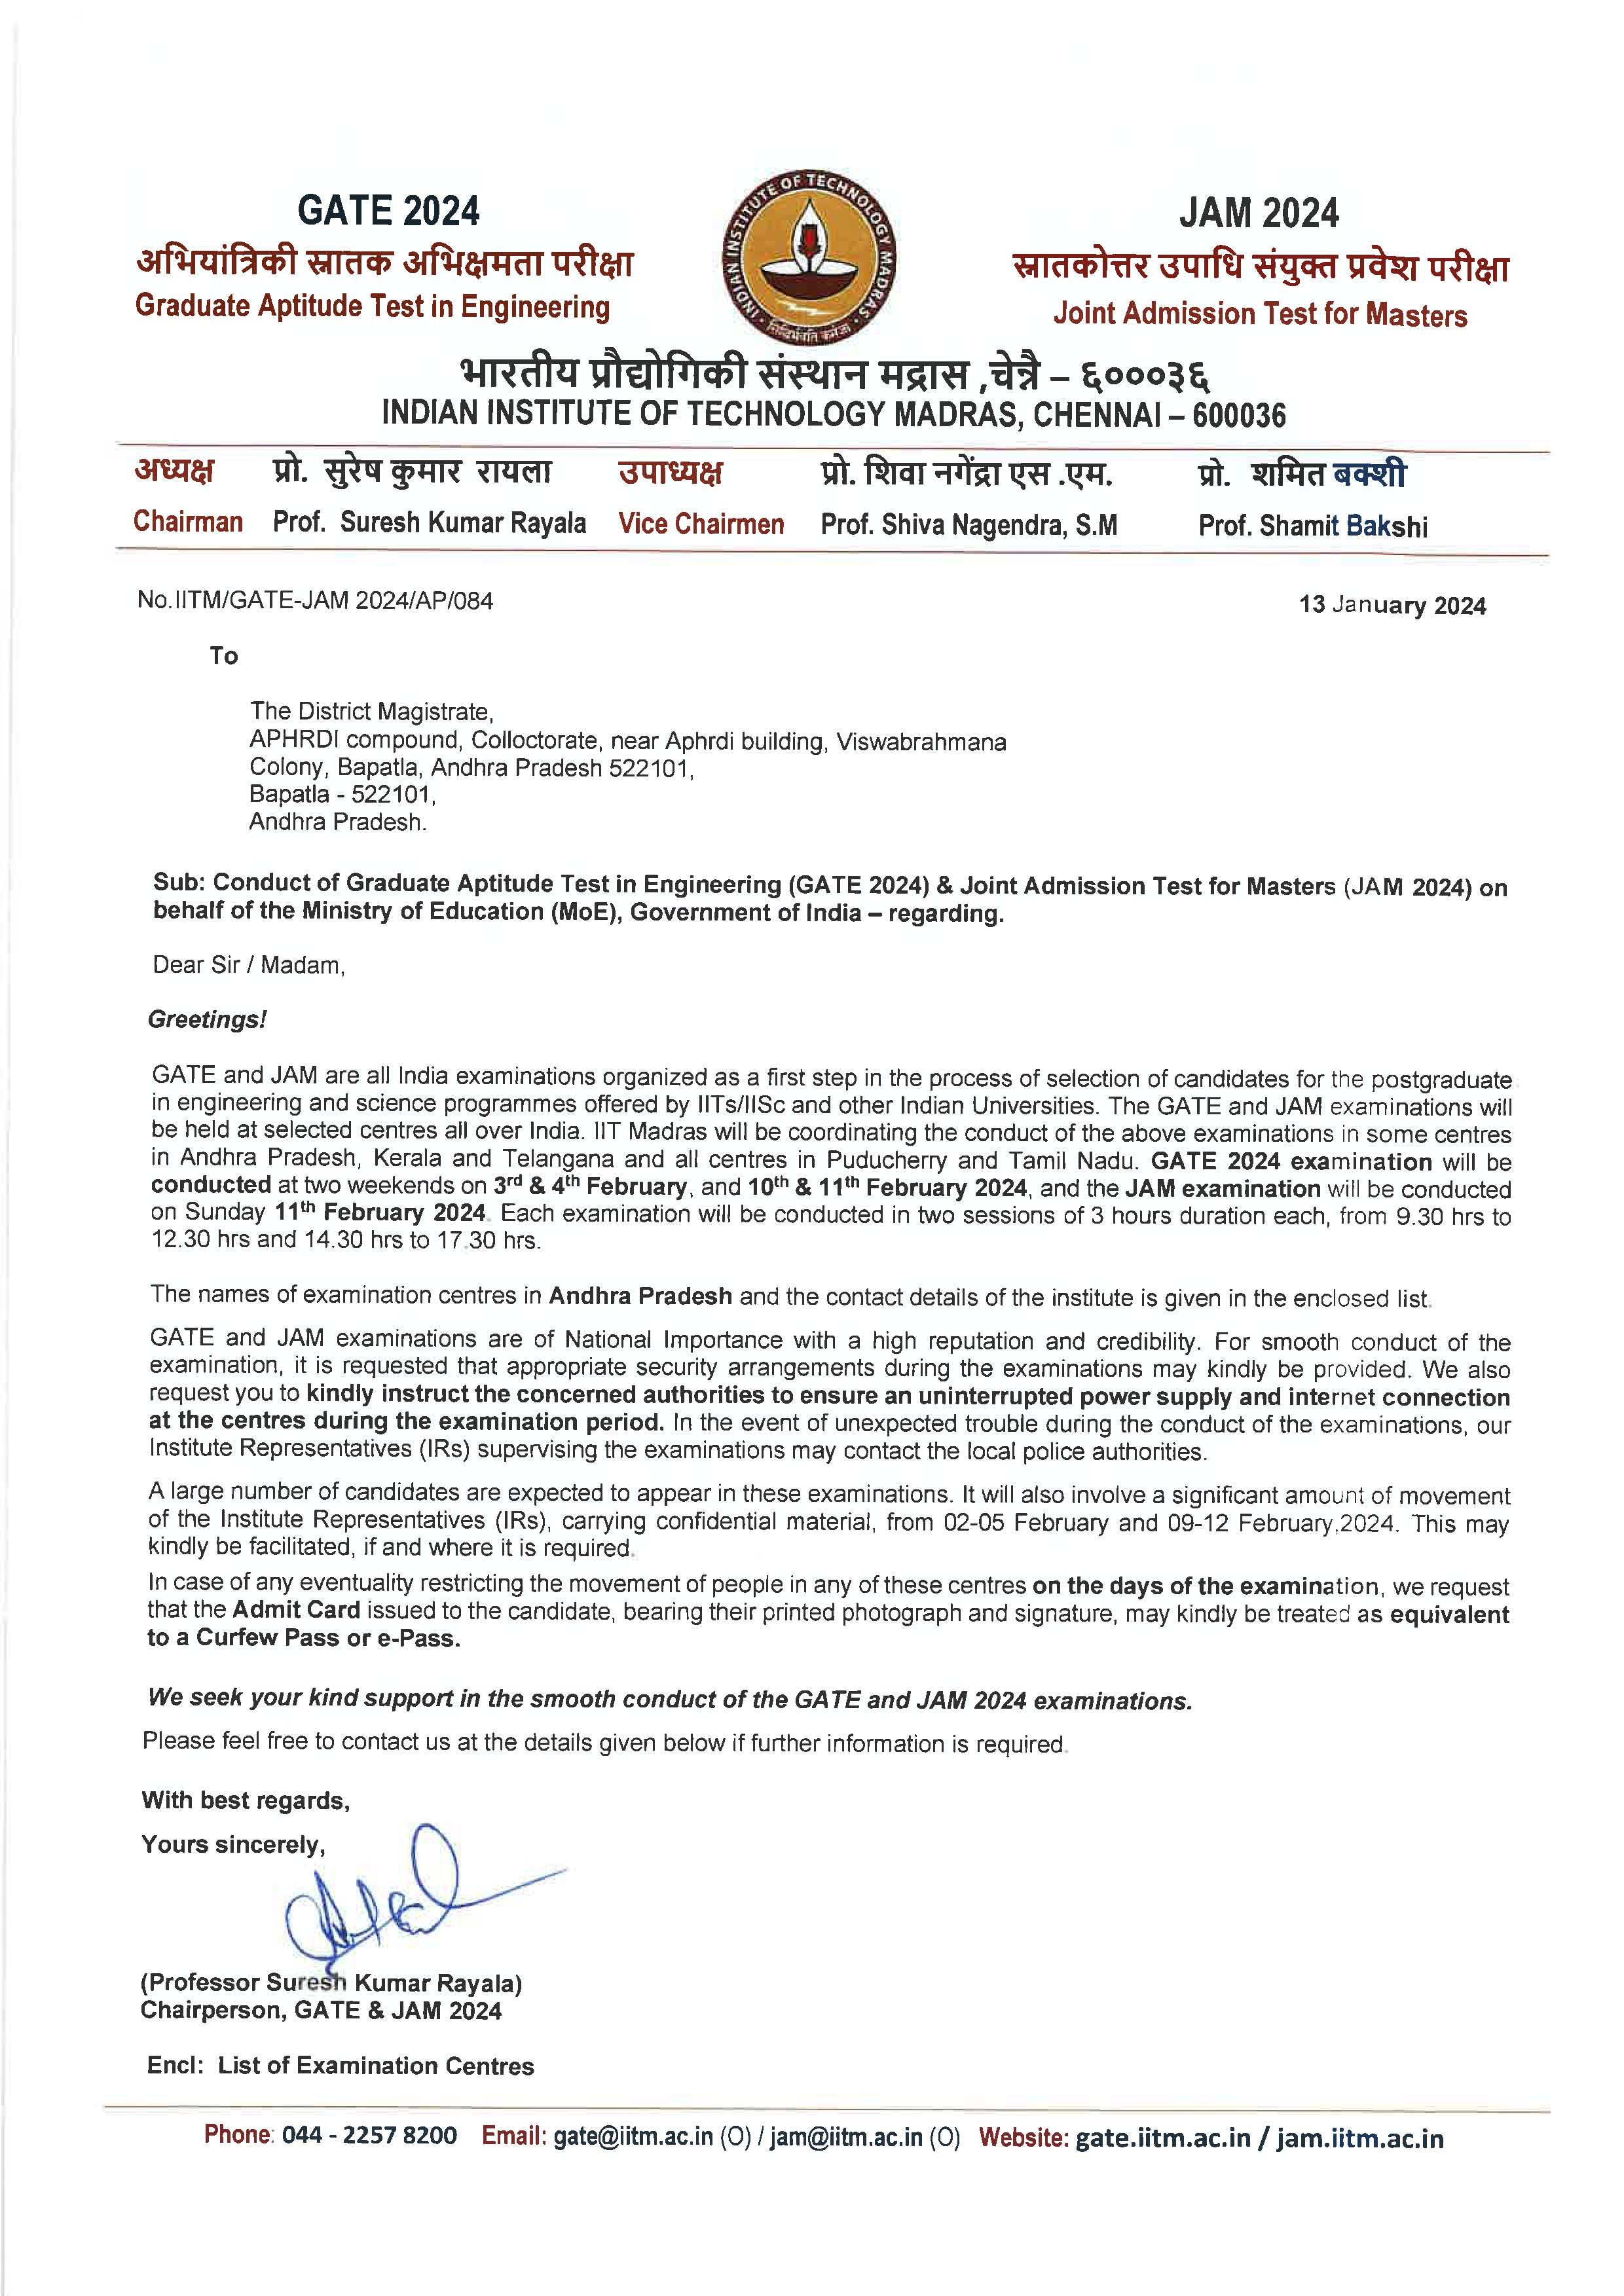 GATE 2024
अभियांत्रिकी स्नातक अभिक्षमता परीक्षा
Graduate Aptitude Test in Engineering
INDIAN INSTITUTE OF TECHNOLOGY MADRAS
सिद्धिर्भवति कर्मजा
JAM 2024
स्नातकोत्तर उपाधि संयुक्त प्रवेश परीक्षा
Joint Admission Test for Masters
भारतीय प्रौद्योगिकी संस्थान मद्रास ,चेन्नै – ६०००३६
INDIAN INSTITUTE OF TECHNOLOGY MADRAS, CHENNAI – 600036
अध्यक्ष प्रो. सुरेष कुमार रायला उपाध्यक्ष प्रो. शिवा नगेंद्रा एस .एम. प्रो. शमित बक्शी
Chairman Prof. Suresh Kumar Rayala Vice Chairmen Prof. Shiva Nagendra, S.M Prof. Shamit Bakshi
No.IITM/GATE-JAM 2024/AP/084 13 January 2024
To
The District Magistrate,
APHRDI compound, Colloctorate, near Aphrdi building, Viswabrahmana
Colony, Bapatla, Andhra Pradesh 522101,
Bapatla - 522101,
Andhra Pradesh.
Sub: Conduct of Graduate Aptitude Test in Engineering (GATE 2024) & Joint Admission Test for Masters (JAM 2024) on
behalf of the Ministry of Education (MoE), Government of India – regarding.
Dear Sir / Madam,
Greetings!
GATE and JAM are all India examinations organized as a first step in the process of selection of candidates for the postgraduate
in engineering and science programmes offered by IITs/IISc and other Indian Universities. The GATE and JAM examinations will
be held at selected centres all over India. IIT Madras will be coordinating the conduct of the above examinations in some centres
in Andhra Pradesh, Kerala and Telangana and all centres in Puducherry and Tamil Nadu. GATE 2024 examination will be
conducted at two weekends on 3rd & 4th February, and 10th & 11th February 2024, and the JAM examination will be conducted
on Sunday 11th February 2024. Each examination will be conducted in two sessions of 3 hours duration each, from 9.30 hrs to
12.30 hrs and 14.30 hrs to 17.30 hrs.
The names of examination centres in Andhra Pradesh and the contact details of the institute is given in the enclosed list.
GATE and JAM examinations are of National Importance with a high reputation and credibility. For smooth conduct of the
examination, it is requested that appropriate security arrangements during the examinations may kindly be provided. We also
request you to kindly instruct the concerned authorities to ensure an uninterrupted power supply and internet connection
at the centres during the examination period. In the event of unexpected trouble during the conduct of the examinations, our
Institute Representatives (IRs) supervising the examinations may contact the local police authorities.
A large number of candidates are expected to appear in these examinations. It will also involve a significant amount of movement
of the Institute Representatives (IRs), carrying confidential material, from 02-05 February and 09-12 February,2024. This may
kindly be facilitated, if and where it is required.
In case of any eventuality restricting the movement of people in any of these centres on the days of the examination, we request
that the Admit Card issued to the candidate, bearing their printed photograph and signature, may kindly be treated as equivalent
to a Curfew Pass or e-Pass.
We seek your kind support in the smooth conduct of the GATE and JAM 2024 examinations.
Please feel free to contact us at the details given below if further information is required.
With best regards,
Yours sincerely,
(Professor Suresh Kumar Rayala)
Chairperson, GATE & JAM 2024
Encl: List of Examination Centres
Phone: 044 - 2257 8200 Email: gate@iitm.ac.in (O) / jam@iitm.ac.in (O) Website: gate.iitm.ac.in / jam.iitm.ac.in